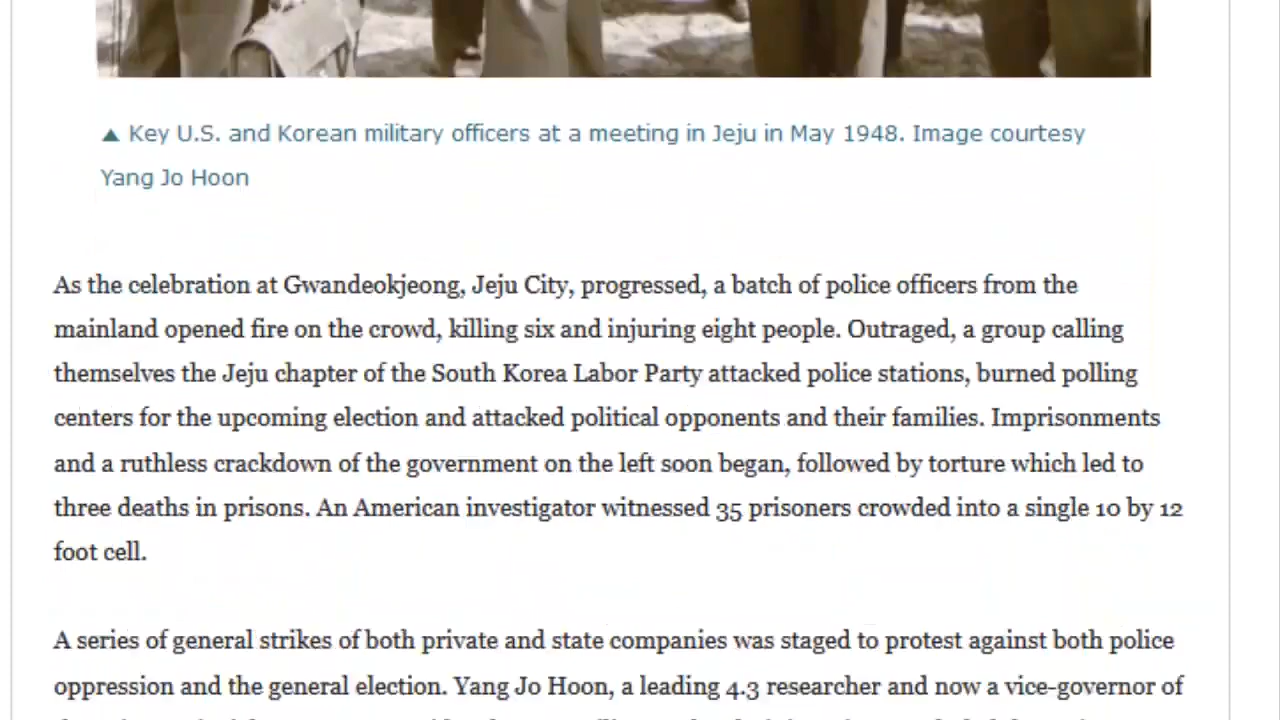 ▲ Key U.S. and Korean military officers at a meeting in Jeju in May 1948. Image courtesy
Yang Jo Hoon
As the celebration at Gwandeokjeong, Jeju City, progressed, a batch of police officers from the
mainland opened fire on the crowd, killing six and injuring eight people. Outraged, a group calling
themselves the Jeju chapter of the South Korea Labor Party attacked police stations, burned polling
centers for the upcoming election and attacked political opponents and their families. Imprisonments
and a ruthless crackdown of the government on the left soon began, followed by torture which led to
three deaths in prisons. An American investigator witnessed 35 prisoners crowded into a single 10 by 12
foot cell.
A series of general strikes of both private and state companies was staged to protest against both police
oppression and the general election. Yang Jo Hoon, a leading 4.3 researcher and now a vice-governor of